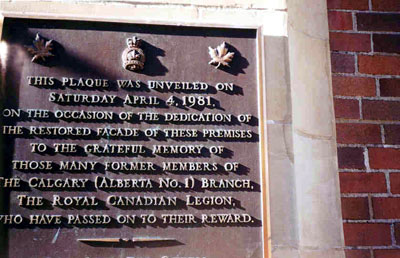 THIS PLAQUE WAS UNVEILED ON
SATURDAY APRIL 4, 1981,
ON THE OCCASION OF THE DEDICATION OF
THE RESTORED FACADE OF THESE PREMISES
TO THE GRATEFUL MEMORY OF
THOSE MANY FORMER MEMBERS OF
THE CALGARY (ALBERTA NO. 1) BRANCH,
THE ROYAL CANADIAN LEGION,
WHO HAVE PASSED ON TO THEIR REWARD.